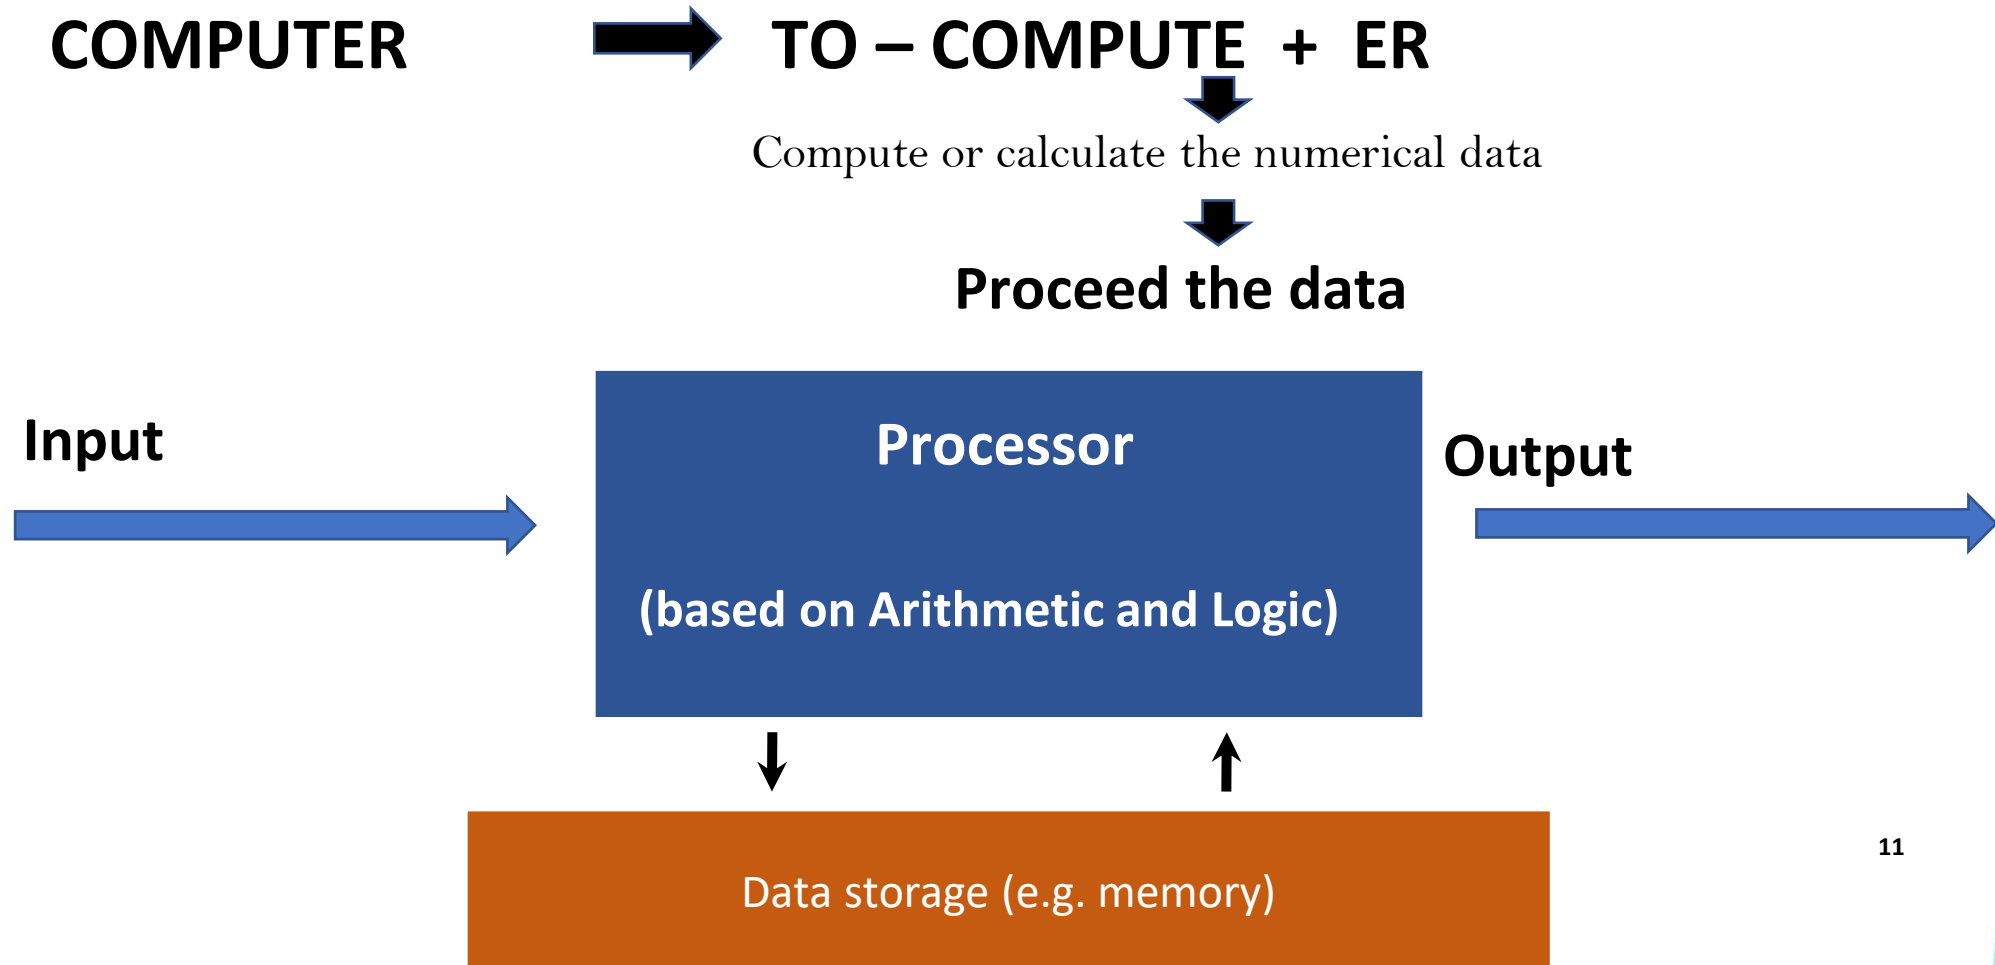 COMPUTER TO – COMPUTE + ER
Compute or calculate the numerical data
Proceed the data
Input
Processor
Output
(based on Arithmetic and Logic)
Data storage (e.g. memory)
11